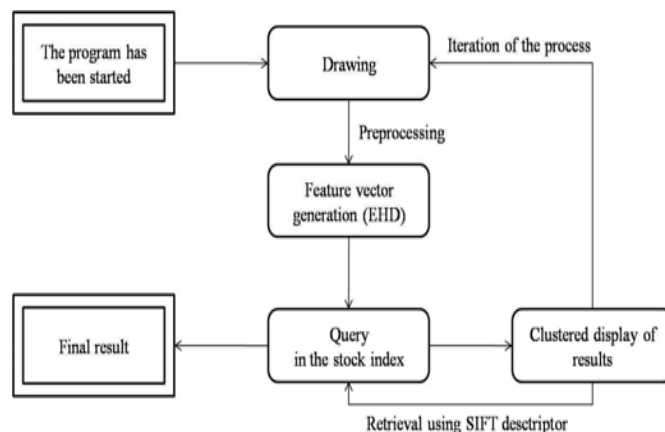 The program has
been started
Drawing
Iteration of the process
Preprocessing
Feature vector
generation (EHD)
Final result
Query
in the stock index
Clustered display of
results
Retrieval using SIFT desctriptor